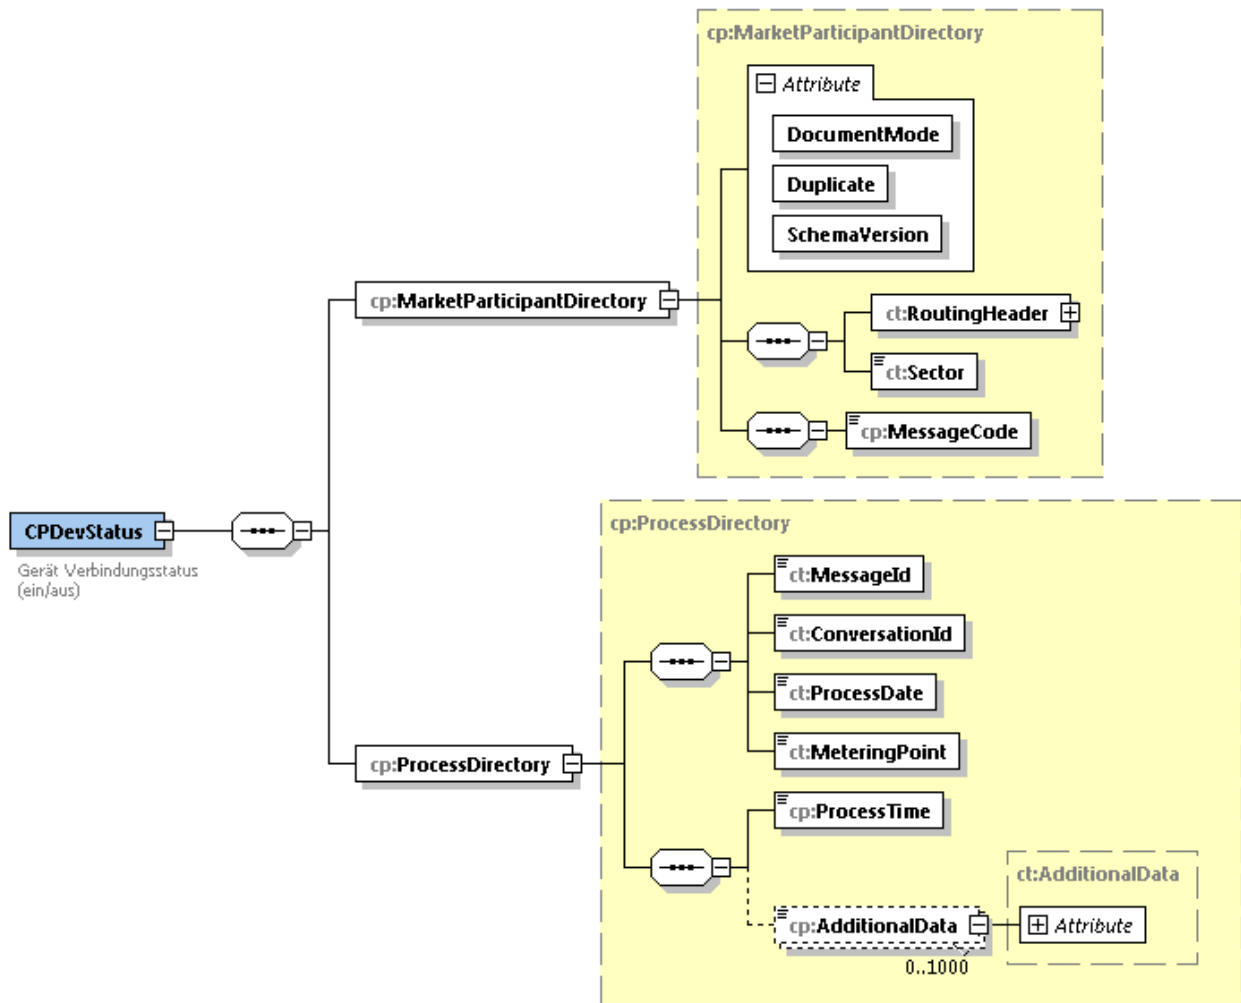 cp:MarketParticipantDirectory
Attribute
DocumentMode
Duplicate
SchemaVersion
cp:MarketParticipantDirectory
ct:RoutingHeader
ct:Sector
cp:MessageCode
CPDevStatus
Gerät Verbindungsstatus
(ein/aus)
cp:ProcessDirectory
ct:MessageId
ct:ConversationId
ct:ProcessDate
ct:MeteringPoint
cp:ProcessDirectory
cp:ProcessTime
ct:AdditionalData
cp:AdditionalData
Attribute
0..1000